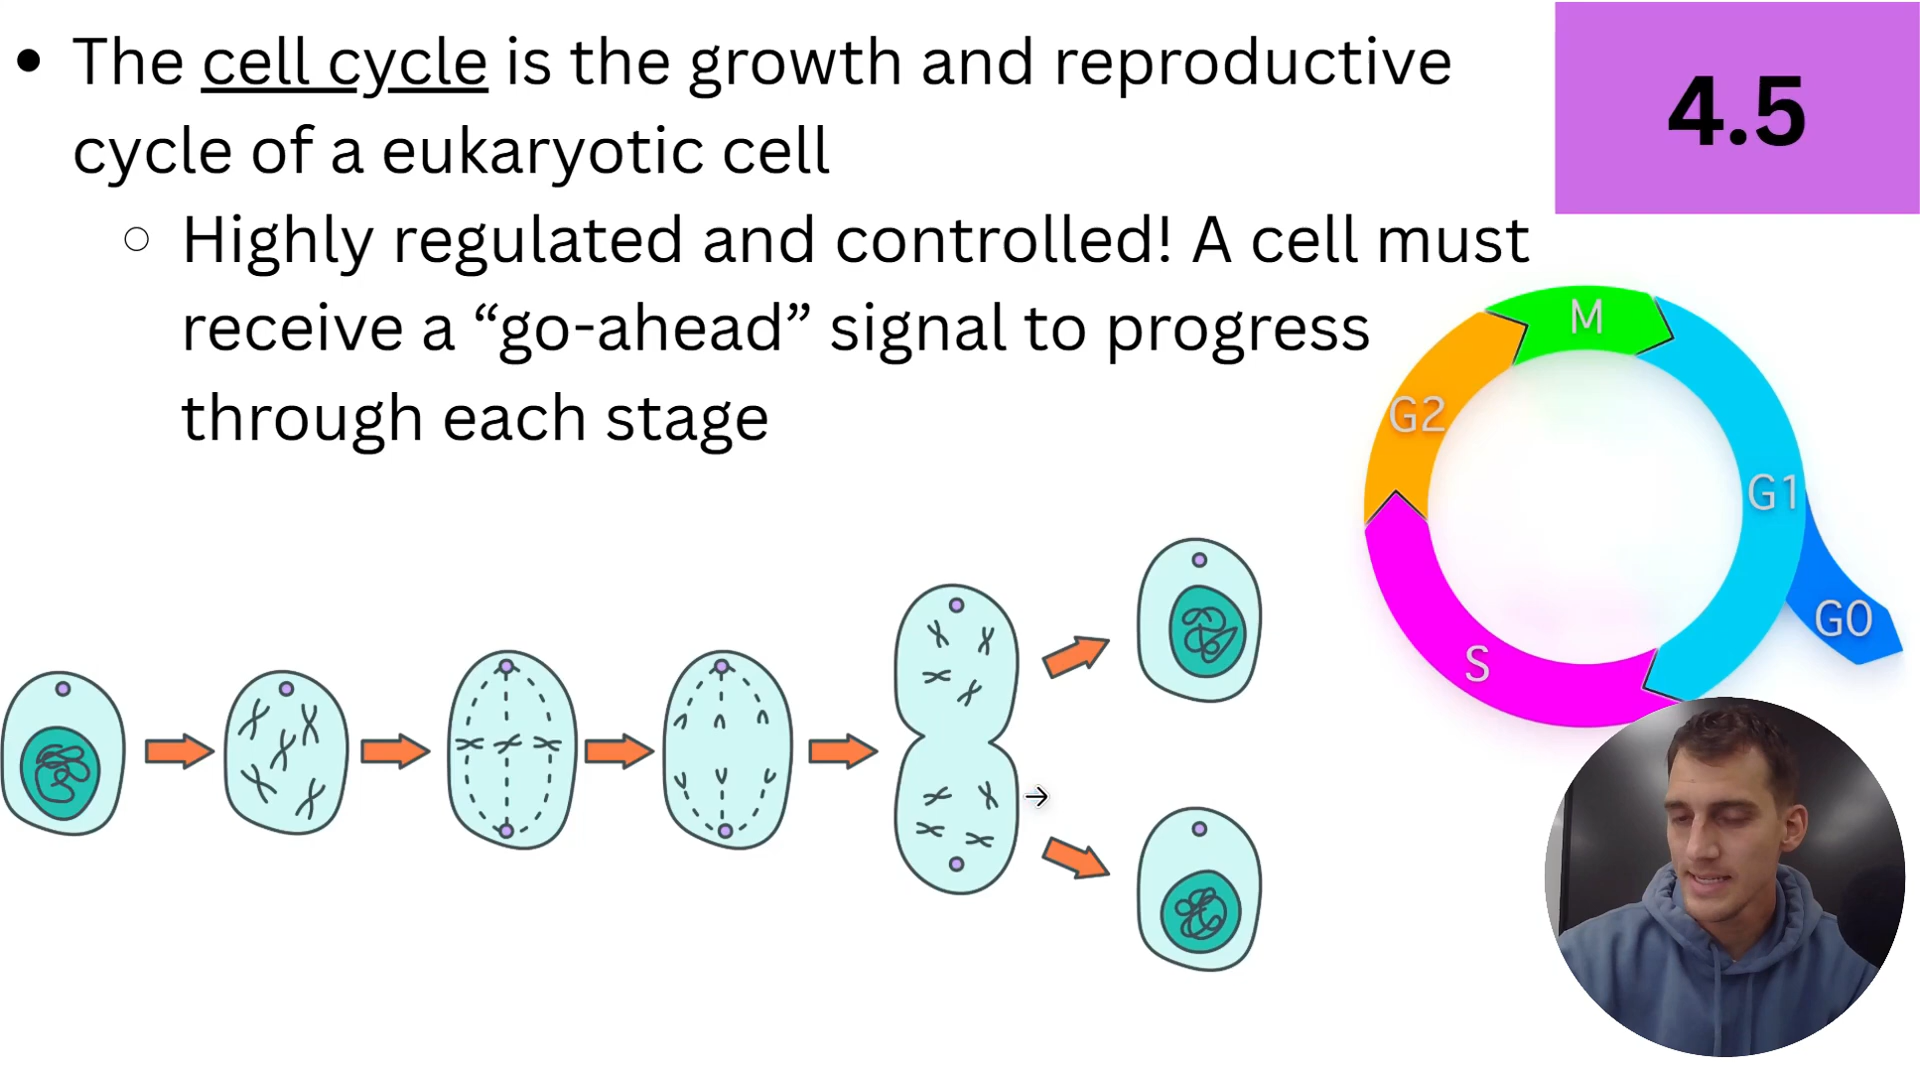 The cell cycle is the growth and reproductive
cycle of a eukaryotic cell
Highly regulated and controlled! A cell must
receive a “go-ahead” signal to progress
through each stage
4.5
M
G1
G2
G0
S